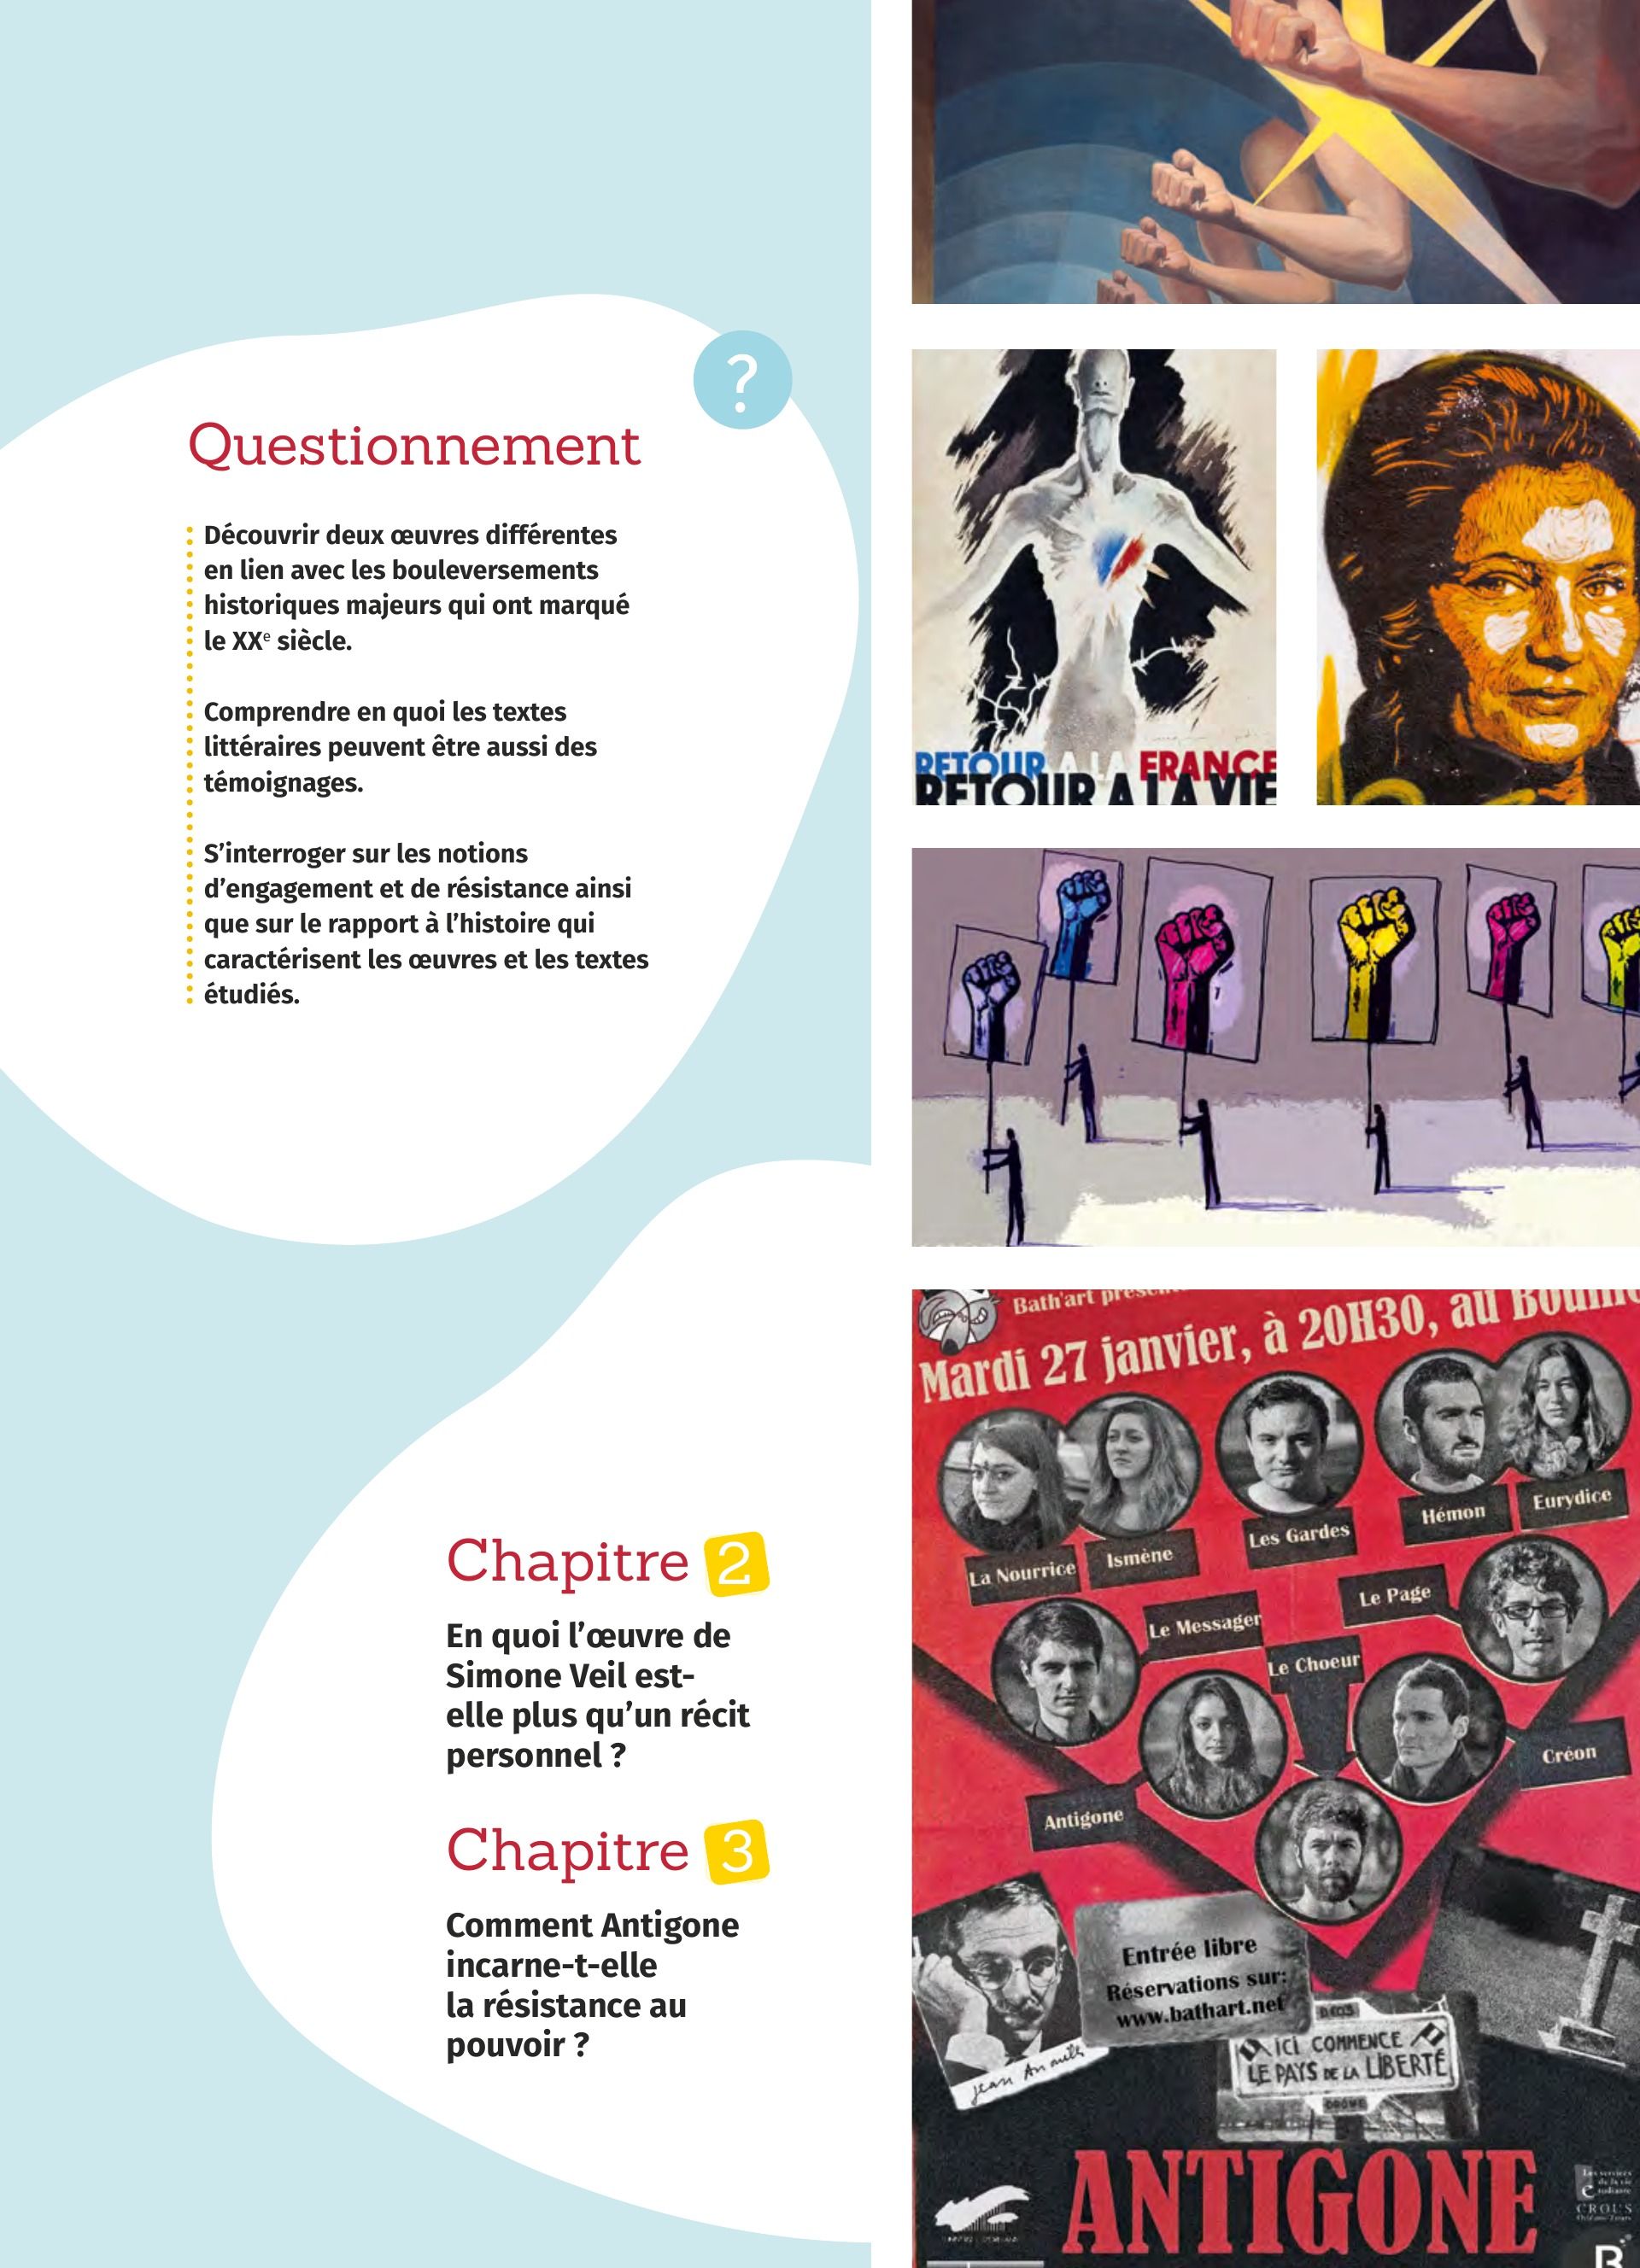 ?
Questionnement
Découvrir deux œuvres différentes
en lien avec les bouleversements
historiques majeurs qui ont marqué
le XXe siècle.
Comprendre en quoi les textes
littéraires peuvent être aussi des
témoignages.
S’interroger sur les notions
d’engagement et de résistance ainsi
que sur le rapport à l’histoire qui
caractérisent les œuvres et les textes
étudiés.
Chapitre 2
En quoi l’œuvre de
Simone Veil est-
elle plus qu’un récit
personnel ?
Chapitre 3
Comment Antigone
incarne-t-elle
la résistance au
pouvoir ?
RETOUR A LA FRANCE
RETOUR A LA VIE
Bath'art
Mardi 27 janvier, à 20H30, au
La Nourrice
Ismène
Les Gardes
Hémon
Eurydice
Le Messager
Le Page
Le Choeur
Antigone
Créon
Entrée libre
Réservations sur:
www.bathart.net
Jean Anouilh
ICI COMMENCE
LE PAYS DE LA LIBERTÉ
DRÔME
ANTIGONE
CROUS